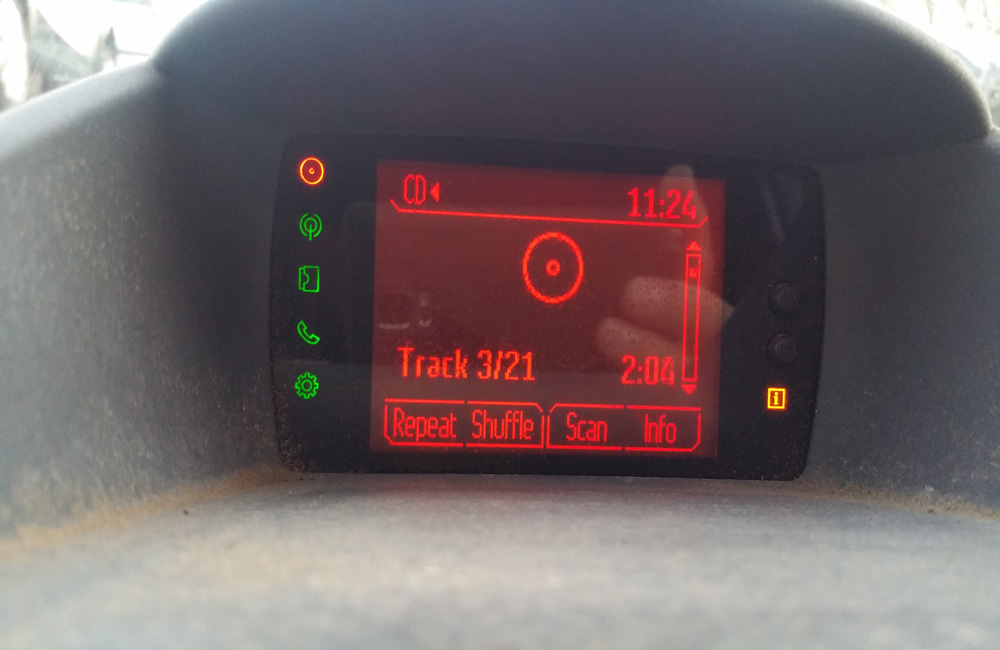 CD 11:24
Track 3/21 2:04
Repeat Shuffle Scan Info
i